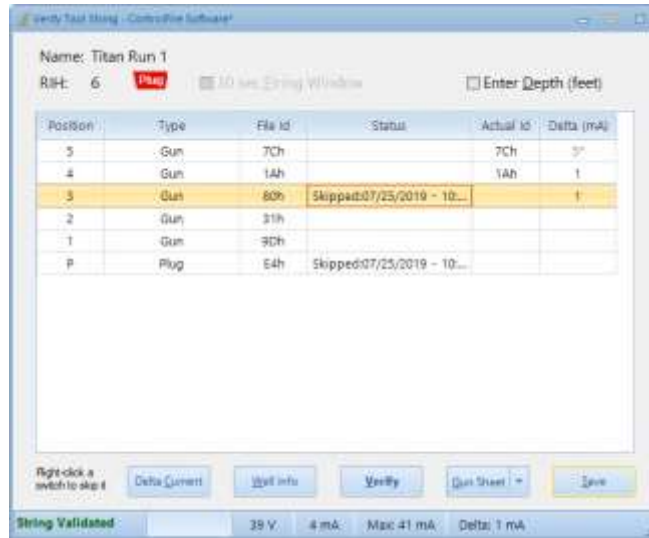 Verify Tool String - ControlFire Software*
Name: Titan Run 1
RIH: 6 Plug 10 sec String Window Enter Depth (feet)
Position Type File Id Status Actual Id Delta (mA)
5 Gun 7Ch 7Ch
4 Gun 1Ah 1Ah 1
3 Gun 80h Skipped:07/25/2019 - 10:... 1
2 Gun 31h
1 Gun 9Dh
P Plug E4h Skipped:07/25/2019 - 10:...
Right-click a
switch to skip it
Delta Current Well Info Verify Gun Sheet Save
String Validated 39 V 4 mA Max: 41 mA Delta: 1 mA